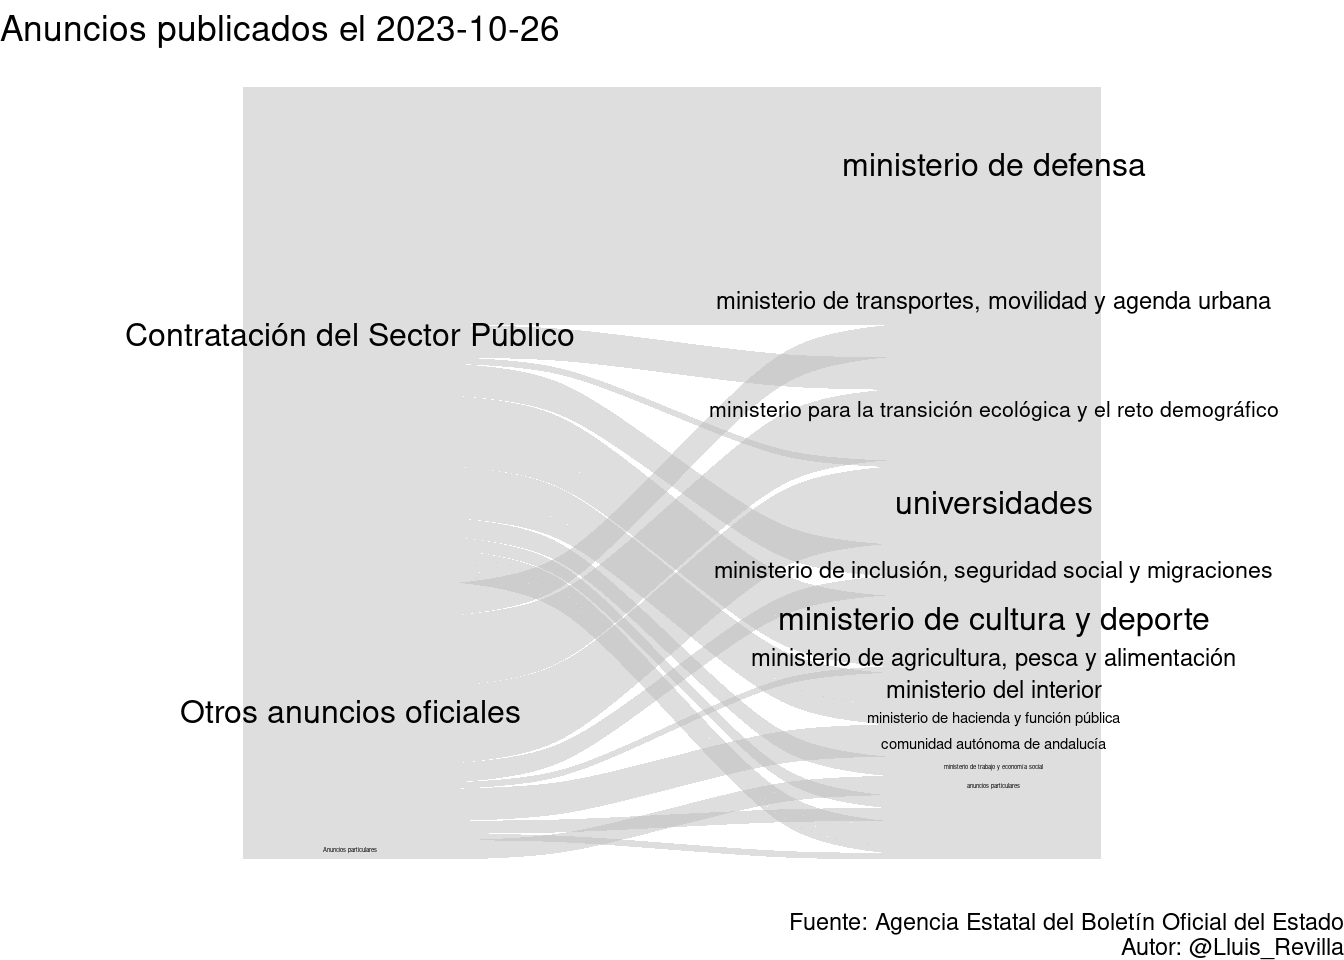 Anuncios publicados el 2023-10-26
ministerio de defensa
ministerio de transportes, movilidad y agenda urbana
Contratación del Sector Público
ministerio para la transición ecológica y el reto demográfico
universidades
ministerio de inclusión, seguridad social y migraciones
ministerio de cultura y deporte
ministerio de agricultura, pesca y alimentación
ministerio del interior
Otros anuncios oficiales
ministerio de hacienda y función pública
comunidad autónoma de andalucía
ministerio de trabajo y economía social
anuncios particulares
Anuncios particulares
Fuente: Agencia Estatal del Boletín Oficial del Estado
Autor: @Lluis_Revilla